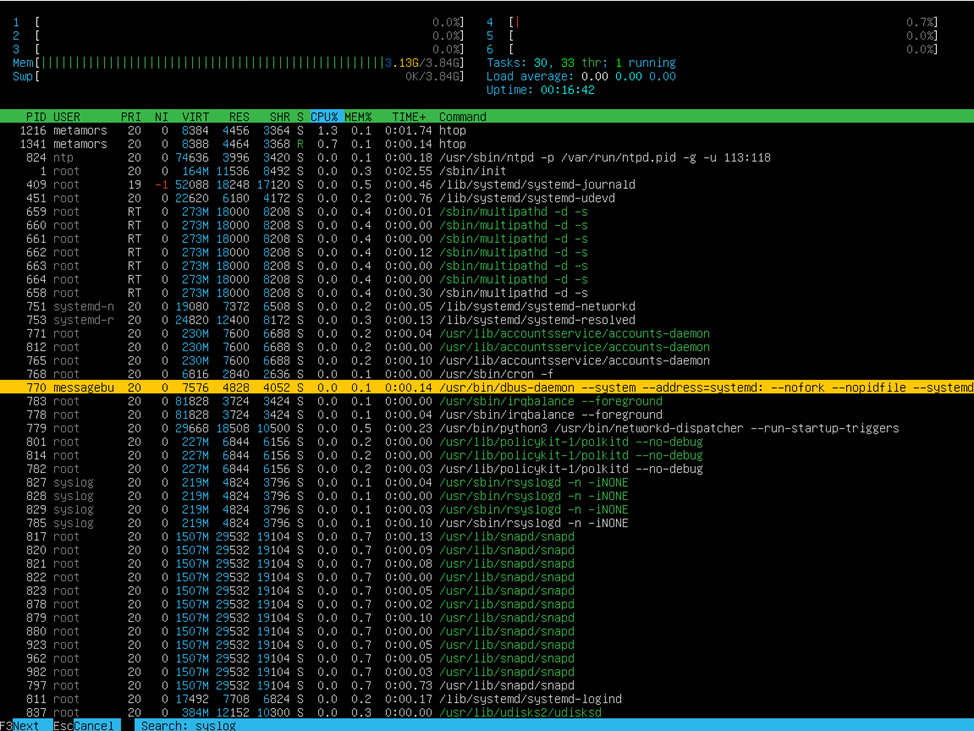 1 [ 0.0%] 4 [| 0.7%]
2 [ 0.0%] 5 [ 0.0%]
3 [ 0.0%] 6 [ 0.0%]
Mem[||||||||||||||||||||||||||||||||||||||||||||||||||3.13G/3.84G] Tasks: 30, 33 thr; 1 running
Swp[ 0K/3.84G] Load average: 0.00 0.00 0.00
Uptime: 00:16:42
PID USER PRI NI VIRT RES SHR S CPU% MEM% TIME+ Command
1216 metamors 20 0 8384 4456 3364 S 1.3 0.1 0:01.74 htop
1341 metamors 20 0 8388 4464 3368 R 0.7 0.1 0:00.14 htop
824 ntp 20 0 74636 3996 3420 S 0.0 0.1 0:00.18 /usr/sbin/ntpd -p /var/run/ntpd.pid -g -u 113:118
1 root 20 0 164M 11536 8492 S 0.0 0.3 0:02.55 /sbin/init
409 root 19 -1 52088 18248 17120 S 0.0 0.5 0:00.46 /lib/systemd/systemd-journald
451 root 20 0 22620 6180 4172 S 0.0 0.2 0:00.76 /lib/systemd/systemd-udevd
659 root RT 0 273M 18000 8208 S 0.0 0.4 0:00.01 /sbin/multipathd -d -s
660 root RT 0 273M 18000 8208 S 0.0 0.4 0:00.00 /sbin/multipathd -d -s
661 root RT 0 273M 18000 8208 S 0.0 0.4 0:00.00 /sbin/multipathd -d -s
662 root RT 0 273M 18000 8208 S 0.0 0.4 0:00.12 /sbin/multipathd -d -s
663 root RT 0 273M 18000 8208 S 0.0 0.4 0:00.00 /sbin/multipathd -d -s
664 root RT 0 273M 18000 8208 S 0.0 0.4 0:00.00 /sbin/multipathd -d -s
658 root RT 0 273M 18000 8208 S 0.0 0.4 0:00.30 /sbin/multipathd -d -s
751 systemd-n 20 0 19080 7372 6508 S 0.0 0.2 0:00.05 /lib/systemd/systemd-networkd
753 systemd-r 20 0 24820 12400 8172 S 0.0 0.3 0:00.13 /lib/systemd/systemd-resolved
771 root 20 0 230M 7600 6688 S 0.0 0.2 0:00.04 /usr/lib/accountsservice/accounts-daemon
812 root 20 0 230M 7600 6688 S 0.0 0.2 0:00.00 /usr/lib/accountsservice/accounts-daemon
765 root 20 0 230M 7600 6688 S 0.0 0.2 0:00.10 /usr/lib/accountsservice/accounts-daemon
768 root 20 0 6816 2840 2636 S 0.0 0.1 0:00.00 /usr/sbin/cron -f
770 messagebu 20 0 7576 4828 4052 S 0.0 0.1 0:00.14 /usr/bin/dbus-daemon --system --address=systemd: --nofork --nopidfile --systemd
783 root 20 0 81828 3724 3424 S 0.0 0.1 0:00.00 /usr/sbin/irqbalance --foreground
778 root 20 0 81828 3724 3424 S 0.0 0.1 0:00.04 /usr/sbin/irqbalance --foreground
779 root 20 0 29668 18508 10500 S 0.0 0.5 0:00.23 /usr/bin/python3 /usr/bin/networkd-dispatcher --run-startup-triggers
801 root 20 0 227M 6844 6156 S 0.0 0.2 0:00.00 /usr/lib/policykit-1/polkitd --no-debug
814 root 20 0 227M 6844 6156 S 0.0 0.2 0:00.00 /usr/lib/policykit-1/polkitd --no-debug
782 root 20 0 227M 6844 6156 S 0.0 0.2 0:00.03 /usr/lib/policykit-1/polkitd --no-debug
827 syslog 20 0 219M 4824 3796 S 0.0 0.1 0:00.04 /usr/sbin/rsyslogd -n -iNONE
828 syslog 20 0 219M 4824 3796 S 0.0 0.1 0:00.00 /usr/sbin/rsyslogd -n -iNONE
829 syslog 20 0 219M 4824 3796 S 0.0 0.1 0:00.03 /usr/sbin/rsyslogd -n -iNONE
785 syslog 20 0 219M 4824 3796 S 0.0 0.1 0:00.10 /usr/sbin/rsyslogd -n -iNONE
817 root 20 0 1507M 29532 19104 S 0.0 0.7 0:00.13 /usr/lib/snapd/snapd
820 root 20 0 1507M 29532 19104 S 0.0 0.7 0:00.09 /usr/lib/snapd/snapd
821 root 20 0 1507M 29532 19104 S 0.0 0.7 0:00.08 /usr/lib/snapd/snapd
822 root 20 0 1507M 29532 19104 S 0.0 0.7 0:00.00 /usr/lib/snapd/snapd
823 root 20 0 1507M 29532 19104 S 0.0 0.7 0:00.05 /usr/lib/snapd/snapd
878 root 20 0 1507M 29532 19104 S 0.0 0.7 0:00.02 /usr/lib/snapd/snapd
879 root 20 0 1507M 29532 19104 S 0.0 0.7 0:00.10 /usr/lib/snapd/snapd
880 root 20 0 1507M 29532 19104 S 0.0 0.7 0:00.00 /usr/lib/snapd/snapd
923 root 20 0 1507M 29532 19104 S 0.0 0.7 0:00.05 /usr/lib/snapd/snapd
962 root 20 0 1507M 29532 19104 S 0.0 0.7 0:00.05 /usr/lib/snapd/snapd
982 root 20 0 1507M 29532 19104 S 0.0 0.7 0:00.03 /usr/lib/snapd/snapd
797 root 20 0 1507M 29532 19104 S 0.0 0.7 0:00.73 /usr/lib/snapd/snapd
811 root 20 0 17492 7708 6824 S 0.0 0.2 0:00.17 /lib/systemd/systemd-logind
837 root 20 0 384M 12152 10300 S 0.0 0.3 0:00.00 /usr/lib/udisks2/udisksd
F3Next EscCancel Search: syslog